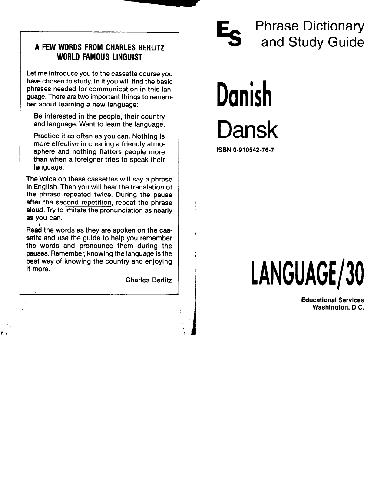 A FEW WORDS FROM CHARLES BERLITZ
WORLD FAMOUS LINGUIST
Let me introduce you to the cassette course you
have chosen to study. In it you will find the basic
phrases needed for communication in this lan-
guage. There are two important things to remem-
ber about learning a new language:
Be interested in the people, their country
and language. Want to learn the language.
Practice it as often as you can. Nothing is
more effective in creating a friendly atmo-
sphere and nothing flatters people more
than when a foreigner tries to speak their
language.
The voice on these cassettes will say a phrase
in English. Then you will hear the translation of
the phrase repeated twice. During the pause
after the second repetition, repeat the phrase
aloud. Try to imitate the pronunciation as nearly
as you can.
Read the words as they are spoken on the cas-
sette and use the guide to help you remember
the words and pronounce them during the
pauses. Remember, knowing the language is the
best way of knowing the country and enjoying
it more.
Charles Berlitz
ES
Phrase Dictionary
and Study Guide
Danish
Dansk
ISBN 0-910542-76-7
LANGUAGE/30
Educational Services
Washington, D.C.